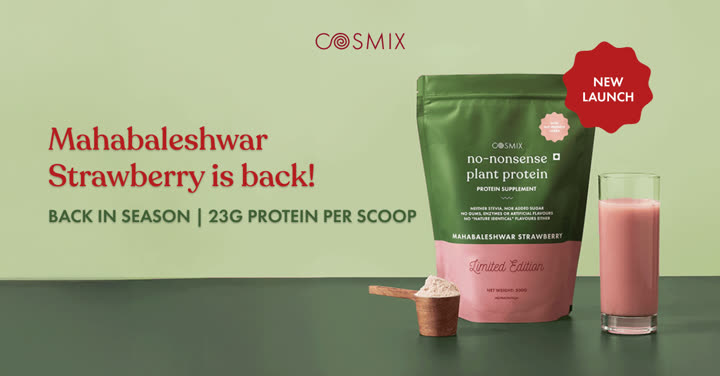 COSMIX
Mahabaleshwar
Strawberry is back!
BACK IN SEASON | 23G PROTEIN PER SCOOP
NEW
LAUNCH
COSMIX
no-nonsense
plant protein
PROTEIN SUPPLEMENT
NEITHER STEVIA, NOR ADDED SUGAR
NO GUMS, ENZYMES OR ARTIFICIAL FLAVOURS
NO "NATURE IDENTICAL" FLAVOURS EITHER
MAHABALESHWAR STRAWBERRY
Limited Edition